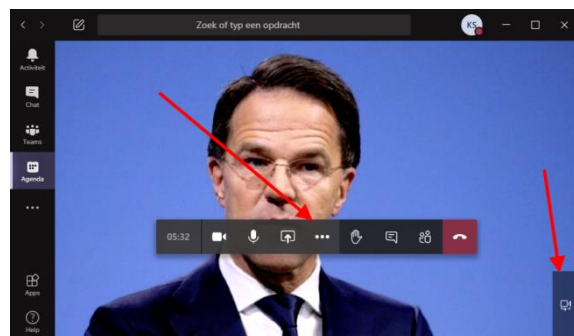 Zoek of typ een opdracht
KS
Activiteit
Chat
Teams
Agenda
05:32
Apps
Help